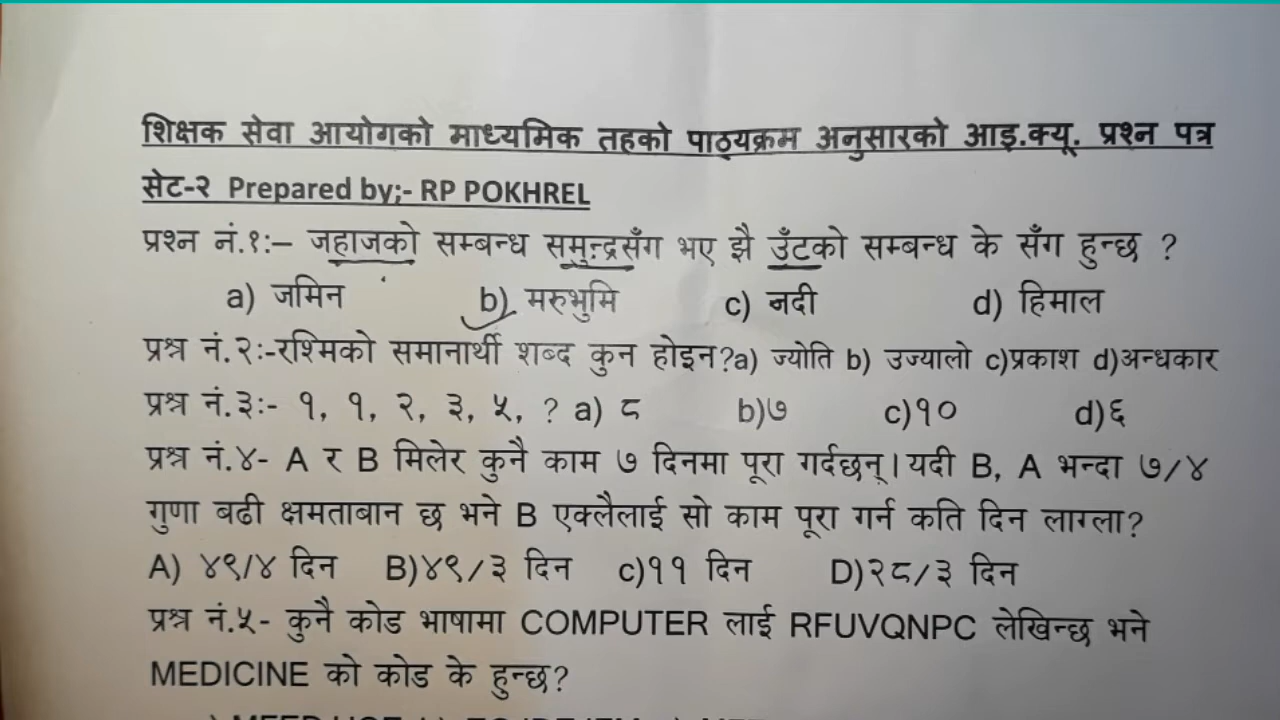 शिक्षक सेवा आयोगको माध्यमिक तहको पाठ्यक्रम अनुसारको आइ.क्यू. प्रश्न पत्र
सेट-२ Prepared by;- RP POKHREL
प्रश्न नं.१ः– जहाजको सम्बन्ध समुन्द्रसँग भए झै उँटको सम्बन्ध के सँग हुन्छ ?
a) जमिन b) मरुभुमि c) नदी d) हिमाल
प्रश्न नं.२ः-रश्मिको समानार्थी शब्द कुन होइन?a) ज्योति b) उज्यालो c)प्रकाश d)अन्धकार
प्रश्न नं.३ः- १, १, २, ३, ५, ? a) ८ b)७ c)१० d)६
प्रश्न नं.४- A र B मिलेर कुनै काम ७ दिनमा पूरा गर्दछन्।यदी B, A भन्दा ७/४
गुणा बढी क्षमताबान छ भने B एक्लैलाई सो काम पूरा गर्न कति दिन लाग्ला?
A) ४९/४ दिन B)४९/३ दिन c)११ दिन D)२८/३ दिन
प्रश्न नं.५- कुनै कोड भाषामा COMPUTER लाई RFUVQNPC लेखिन्छ भने
MEDICINE को कोड के हुन्छ?